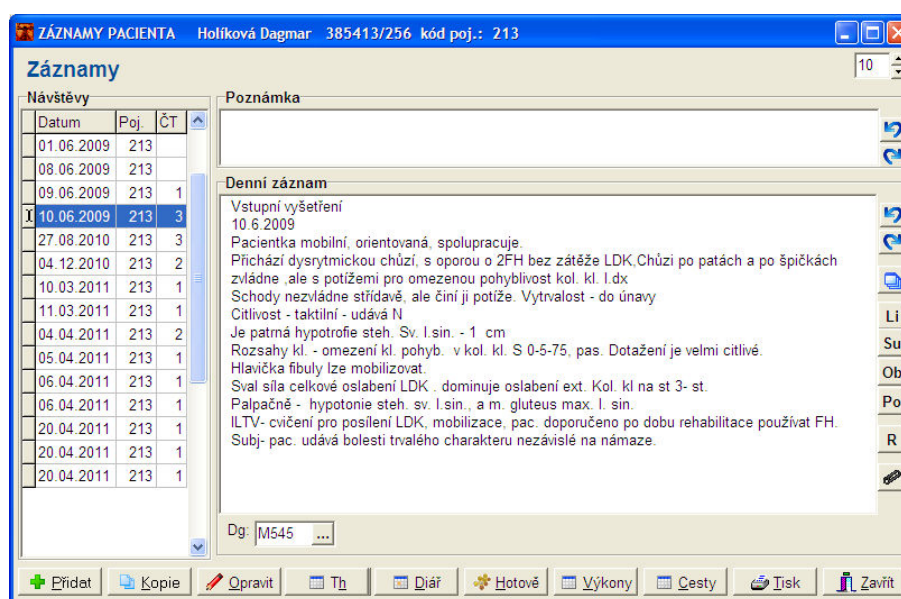 ZÁZNAMY PACIENTA Holíková Dagmar 385413/256 kód poj.: 213
Záznamy
10
Návštěvy
Datum Poj. ČT
01.06.2009 213
08.06.2009 213
09.06.2009 213 1
10.06.2009 213 3
27.08.2010 213 3
04.12.2010 213 2
10.03.2011 213 1
11.03.2011 213 1
04.04.2011 213 2
05.04.2011 213 1
06.04.2011 213 1
06.04.2011 213 1
20.04.2011 213 1
20.04.2011 213 1
20.04.2011 213 1
Poznámka
Denní záznam
Vstupní vyšetření
10.6.2009
Pacientka mobilní, orientovaná, spolupracuje.
Přichází dysrytmickou chůzí, s oporou o 2FH bez zátěže LDK,Chůzi po patách a po špičkách
zvládne ,ale s potížemi pro omezenou pohyblivost kol. kl. l.dx
Schody nezvládne střídavě, ale činí ji potíže. Vytrvalost - do únavy
Citlivost - taktilní - udává N
Je patrná hypotrofie steh. Sv. l.sin. - 1 cm
Rozsahy kl. - omezení kl. pohyb. v kol. kl. S 0-5-75, pas. Dotažení je velmi citlivé.
Hlavička fibuly lze mobilizovat.
Sval síla celkové oslabení LDK . dominuje oslabení ext. Kol. kl na st 3- st.
Palpačně - hypotonie steh. sv. l.sin., a m. gluteus max. l. sin.
ILTV- cvičení pro posílení LDK, mobilizace, pac. doporučeno po dobu rehabilitace používat FH.
Subj- pac. udává bolesti trvalého charakteru nezávislé na námaze.
Li
Su
Ob
Po
R
Dg: M545 ...
Přidat Kopie Opravit Th Diář Hotově Výkony Cesty Tisk Zavřít